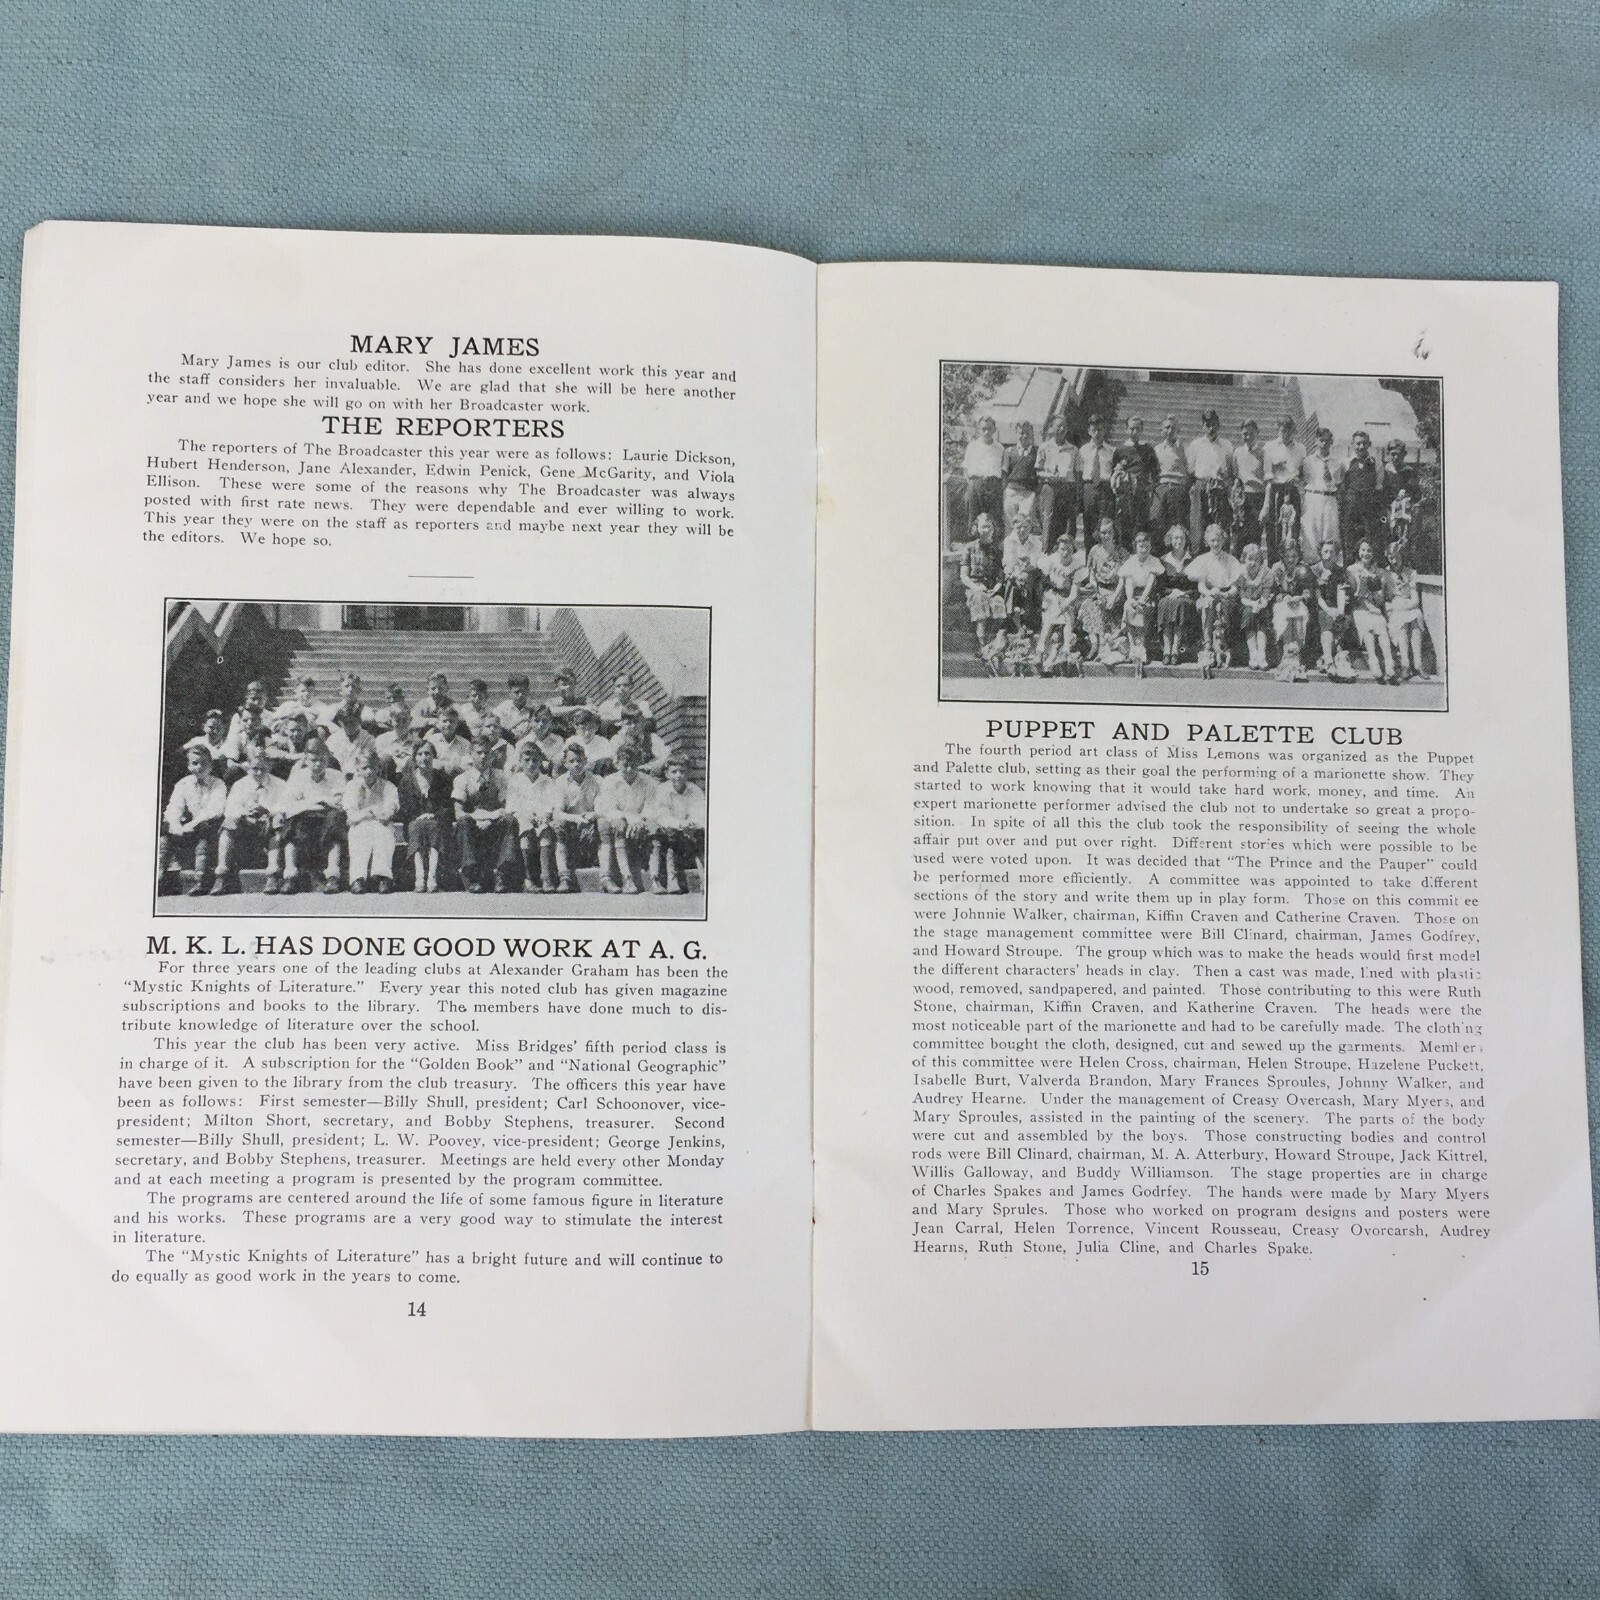 MARY JAMES
Mary James is our club editor. She has done excellent work this year and
the staff considers her invaluable. We are glad that she will be here another
year and we hope she will go on with her Broadcaster work.
THE REPORTERS
The reporters of The Broadcaster this year were as follows: Laurie Dickson,
Hubert Henderson, Jane Alexander, Edwin Penick, Gene McGarity, and Viola
Ellison. These were some of the reasons why The Broadcaster was always
posted with first rate news. They were dependable and ever willing to work.
This year they were on the staff as reporters and maybe next year they will be
the editors. We hope so.
M. K. L. HAS DONE GOOD WORK AT A. G.
For three years one of the leading clubs at Alexander Graham has been the
“Mystic Knights of Literature.” Every year this noted club has given magazine
subscriptions and books to the library. The members have done much to dis-
tribute knowledge of literature over the school.
This year the club has been very active. Miss Bridges’ fifth period class is
in charge of it. A subscription for the “Golden Book” and “National Geographic”
have been given to the library from the club treasury. The officers this year have
been as follows: First semester—Billy Shull, president; Carl Schoonover, vice-
president; Milton Short, secretary, and Bobby Stephens, treasurer. Second
semester—Billy Shull, president; L. W. Poovey, vice-president; George Jenkins,
secretary, and Bobby Stephens, treasurer. Meetings are held every other Monday
and at each meeting a program is presented by the program committee.
The programs are centered around the life of some famous figure in literature
and his works. These programs are a very good way to stimulate the interest
in literature.
The “Mystic Knights of Literature” has a bright future and will continue to
do equally as good work in the years to come.
14
PUPPET AND PALETTE CLUB
The fourth period art class of Miss Lemons was organized as the Puppet
and Palette club, setting as their goal the performing of a marionette show. They
started to work knowing that it would take hard work, money, and time. An
expert marionette performer advised the club not to undertake so great a propo-
sition. In spite of all this the club took the responsibility of seeing the whole
affair put over and put over right. Different stories which were possible to be
used were voted upon. It was decided that “The Prince and the Pauper” could
be performed more efficiently. A committee was appointed to take different
sections of the story and write them up in play form. Those on this committee
were Johnnie Walker, chairman, Kiffin Craven and Catherine Craven. Those on
the stage management committee were Bill Clinard, chairman, James Godfrey,
and Howard Stroupe. The group which was to make the heads would first model
the different characters’ heads in clay. Then a cast was made, lined with plastic
wood, removed, sandpapered, and painted. Those contributing to this were Ruth
Stone, chairman, Kiffin Craven, and Katherine Craven. The heads were the
most noticeable part of the marionette and had to be carefully made. The clothing
committee bought the cloth, designed, cut and sewed up the garments. Members
of this committee were Helen Cross, chairman, Helen Stroupe, Hazelene Puckett,
Isabelle Burt, Valverda Brandon, Mary Frances Sproules, Johnny Walker, and
Audrey Hearne. Under the management of Creasy Overcash, Mary Myers, and
Mary Sproules, assisted in the painting of the scenery. The parts of the body
were cut and assembled by the boys. Those constructing bodies and control
rods were Bill Clinard, chairman, M. A. Atterbury, Howard Stroupe, Jack Kittrel,
Willis Galloway, and Buddy Williamson. The stage properties are in charge
of Charles Spakes and James Godrfey. The hands were made by Mary Myers
and Mary Sprules. Those who worked on program designs and posters were
Jean Carral, Helen Torrence, Vincent Rousseau, Creasy Ovorcarsh, Audrey
Hearns, Ruth Stone, Julia Cline, and Charles Spake.
15